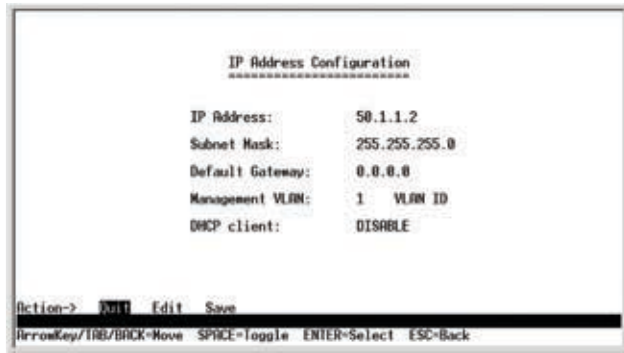 IP Address Configuration
========================
IP Address: 50.1.1.2
Subnet Mask: 255.255.255.0
Default Gateway: 0.0.0.0
Management VLAN: 1 VLAN ID
DHCP client: DISABLE
Action-> Quit Edit Save
ArrowKey/TAB/BACK=Move SPACE=Toggle ENTER=Select ESC=Back